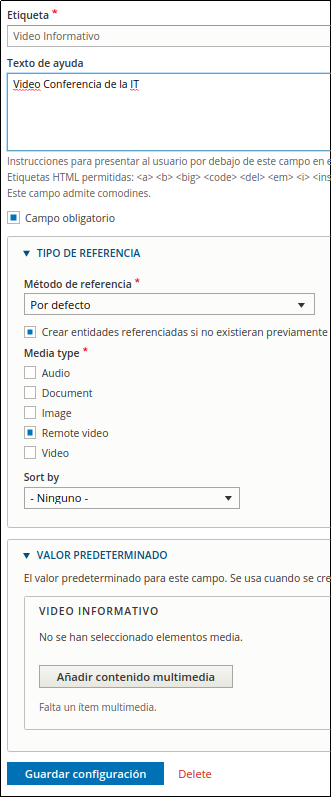 Etiqueta *
Video Informativo
Texto de ayuda
Video Conferencia de la IT
Instrucciones para presentar al usuario por debajo de este campo en e
Etiquetas HTML permitidas: <a> <b> <big> <code> <del> <em> <i> <ins
Este campo admite comodines.
Campo obligatorio
TIPO DE REFERENCIA
Método de referencia *
Por defecto
Crear entidades referenciadas si no existieran previamente
Media type *
Audio
Document
Image
Remote video
Video
Sort by
- Ninguno -
VALOR PREDETERMINADO
El valor predeterminado para este campo. Se usa cuando se cre
VIDEO INFORMATIVO
No se han seleccionado elementos media.
Añadir contenido multimedia
Falta un ítem multimedia.
Guardar configuración
Delete